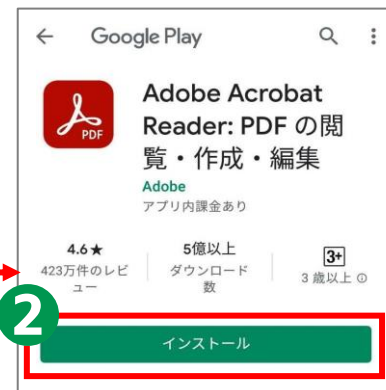 Google Play
PDF
Adobe Acrobat
Reader: PDF の閲
覧・作成・編集
Adobe
アプリ内課金あり
4.6★
423万件のレビ
ュー
5億以上
ダウンロード
数
3+
3 歳以上
2
インストール